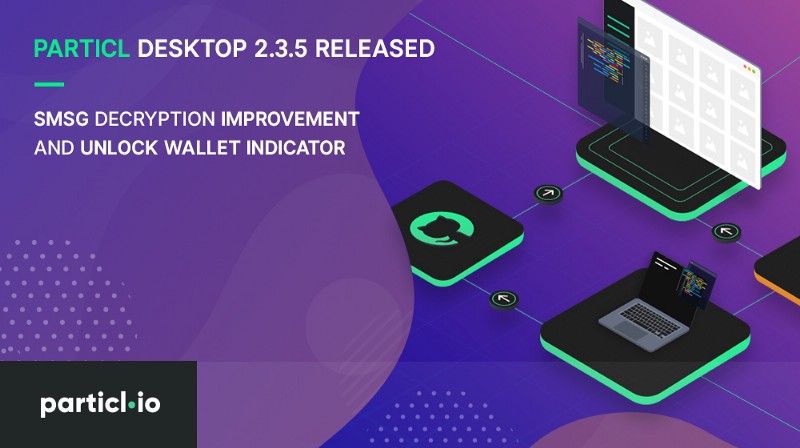 PARTICL DESKTOP 2.3.5 RELEASED
SMSG DECRYPTION IMPROVEMENT
AND UNLOCK WALLET INDICATOR
particl.io